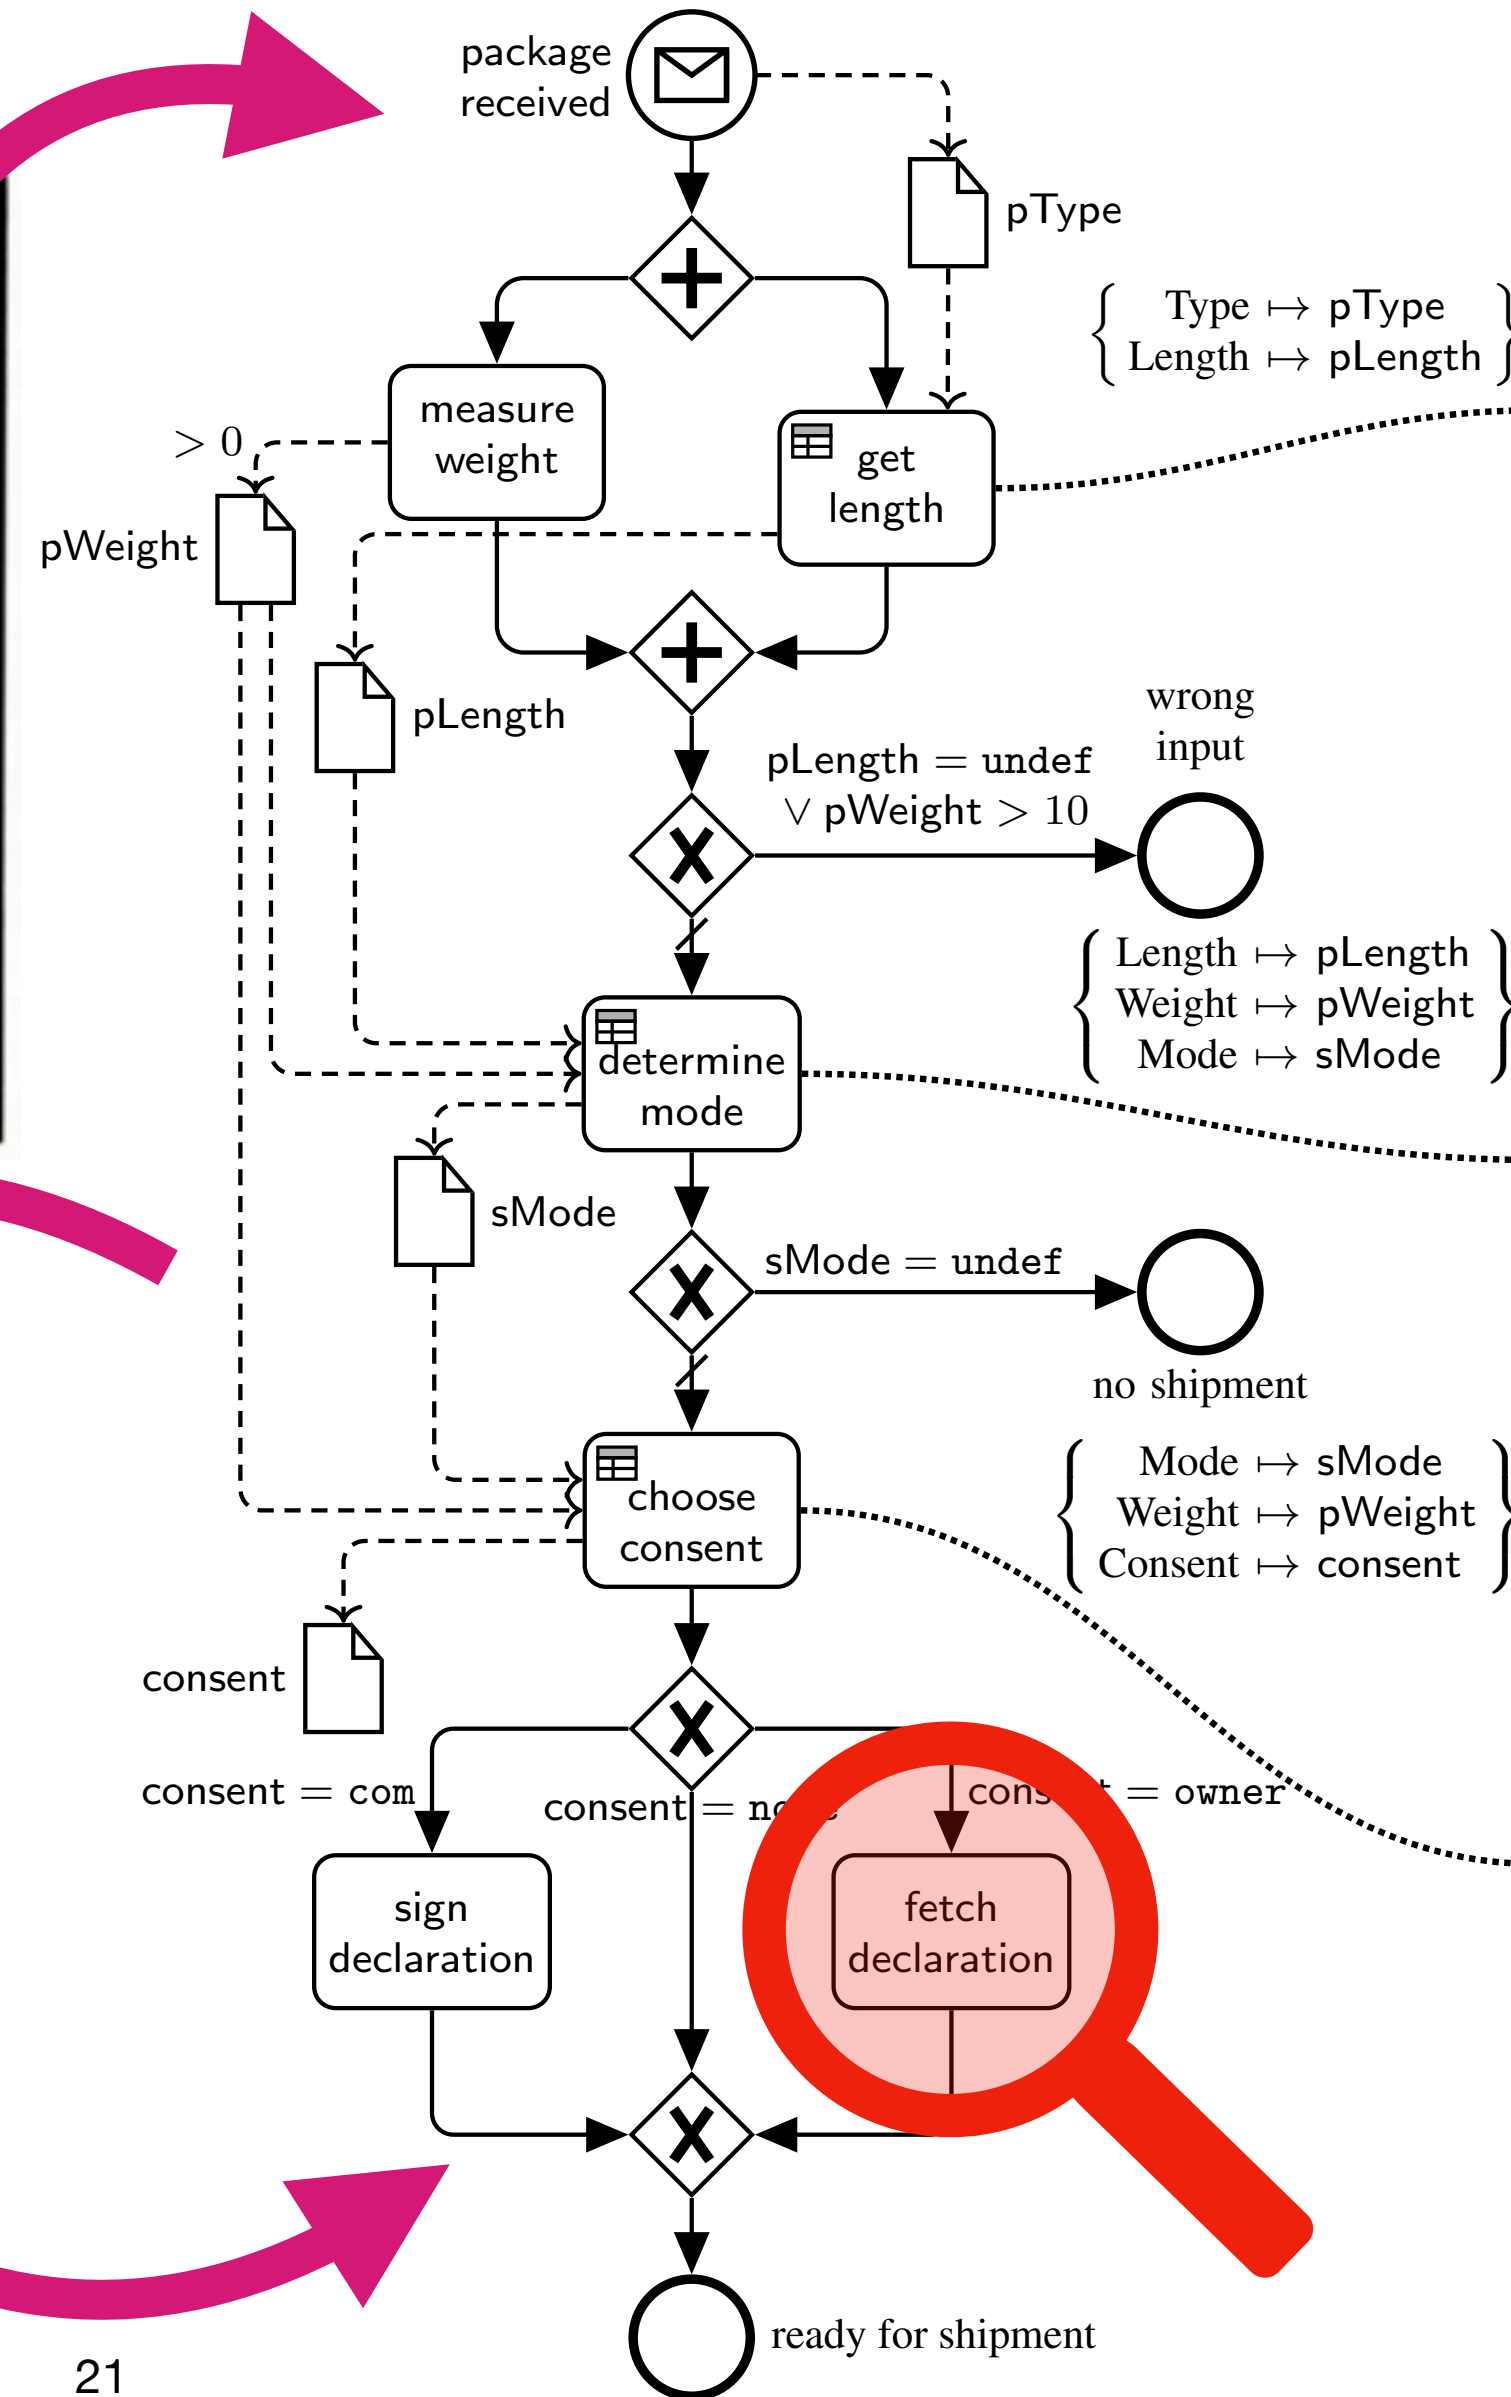 package
received
pType
{ Type ↦ pType
Length ↦ pLength }
measure
weight
> 0
get
length
pWeight
pLength
wrong
input
pLength = undef
∨ pWeight > 10
{ Length ↦ pLength
Weight ↦ pWeight
Mode ↦ sMode }
determine
mode
sMode
sMode = undef
no shipment
{ Mode ↦ sMode
Weight ↦ pWeight
Consent ↦ consent }
choose
consent
consent
consent = com
consent =
= owner
sign
declaration
fetch
declaration
ready for shipment
21